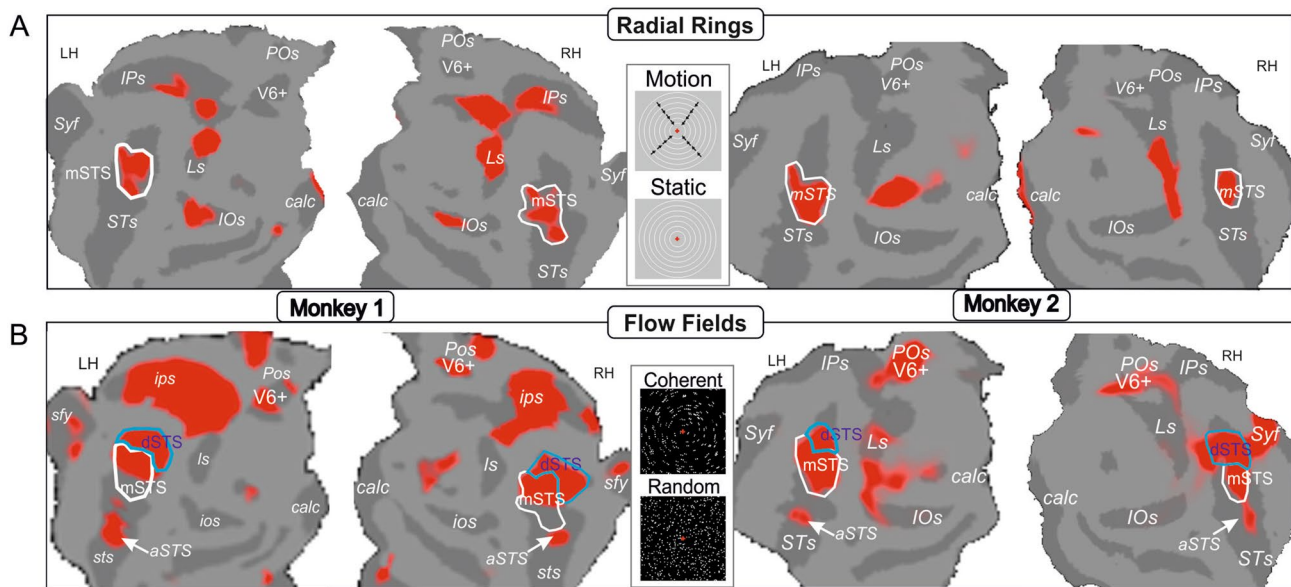 A
Radial Rings
LH
POs
IPs
V6+
Syf
mSTS
Ls
STs
IOs
calc
POs
V6+
RH
IPs
Ls
Syf
mSTS
calc
IOs
STs
Motion
Static
LH
IPs
POs
V6+
Syf
Ls
mSTS
calc
STs
IOs
POs
IPs
RH
V6+
Ls
Syf
calc
mSTS
IOs
STs
Monkey 1
Monkey 2
B
Flow Fields
LH
Pos
ips
V6+
sfy
dSTS
ls
mSTS
calc
ios
sts
aSTS
Pos
V6+
RH
ips
ls
dSTS
sfy
calc
mSTS
ios
aSTS
sts
Coherent
Random
LH
IPs
POs
V6+
Syf
dSTS
Ls
mSTS
calc
IOs
STs
aSTS
POs
IPs
RH
V6+
Ls
Syf
dSTS
mSTS
calc
IOs
aSTS
STs